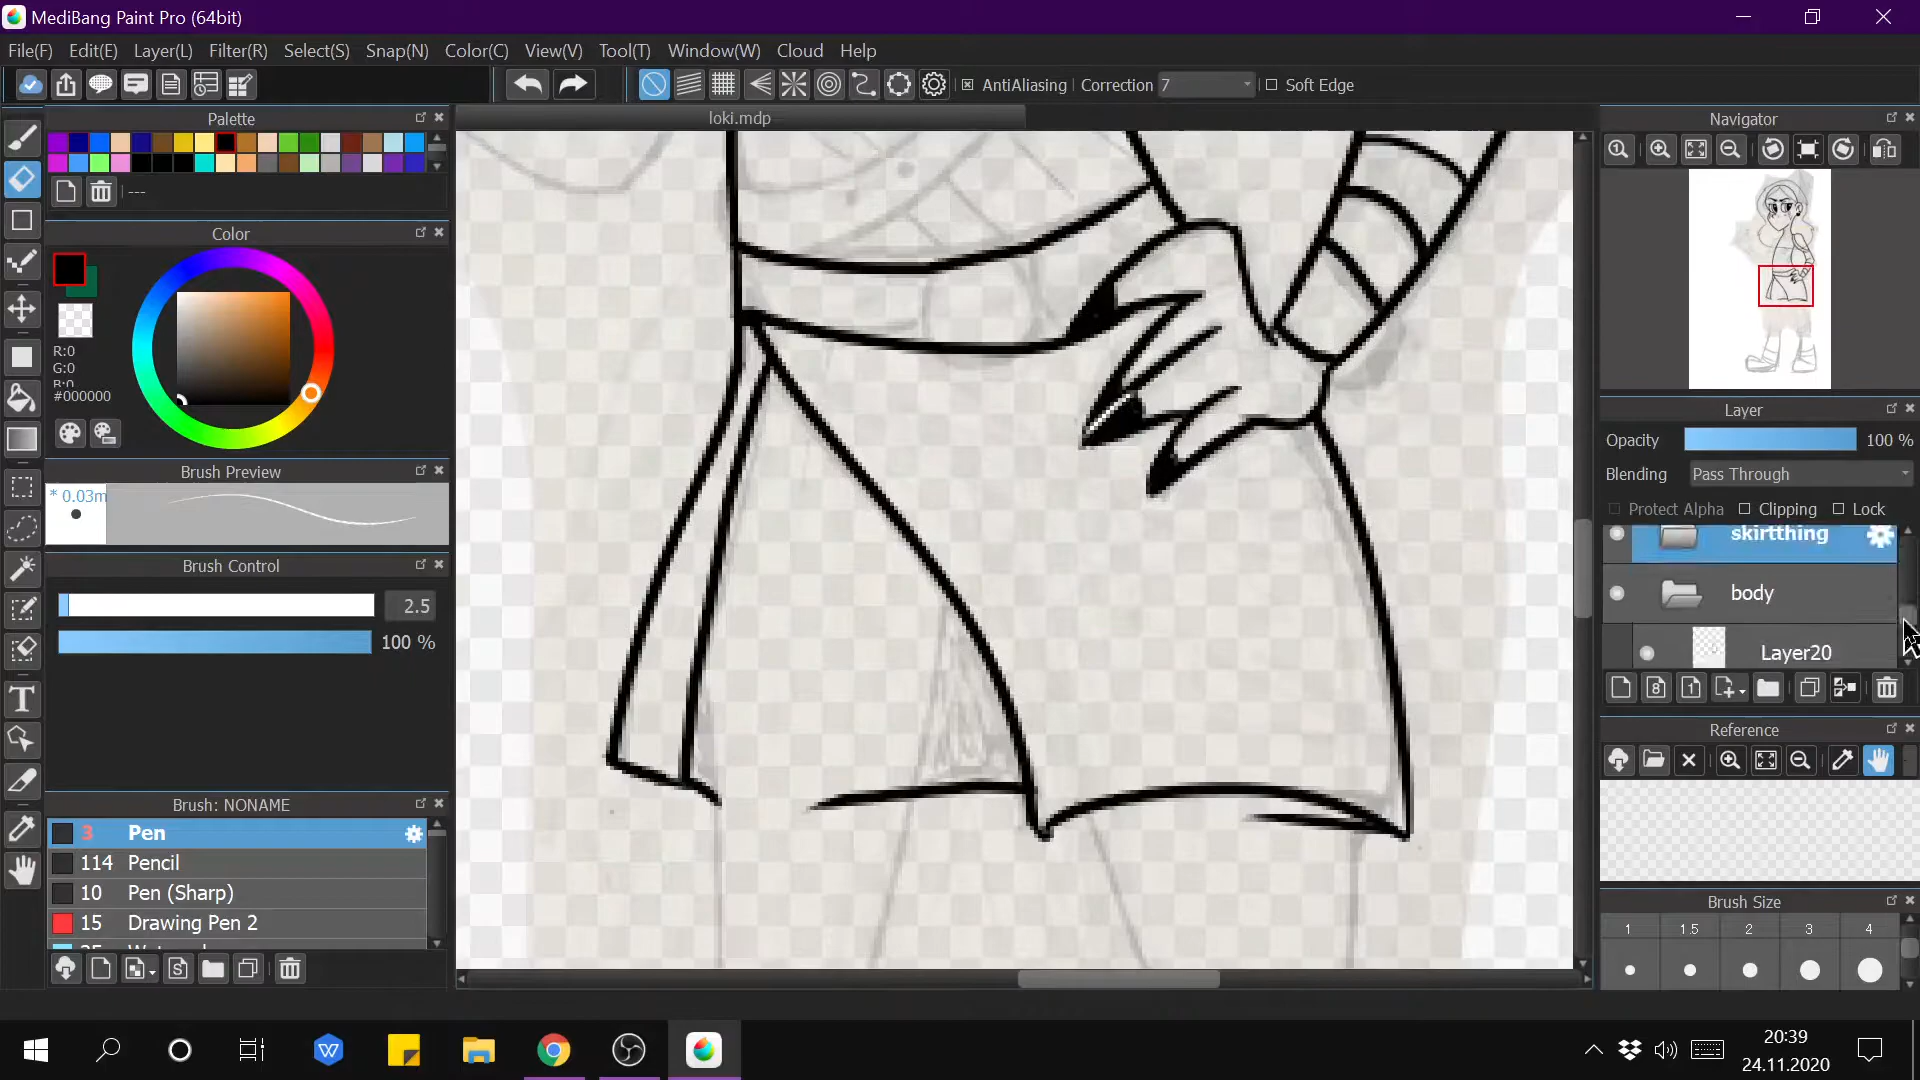 MediBang Paint Pro (64bit)
File(F) Edit(E) Layer(L) Filter(R) Select(S) Snap(N) Color(C) View(V) Tool(T) Window(W) Cloud Help
AntiAliasing Correction 7 Soft Edge
Palette
loki.mdp
Navigator
---
Color
R:0
G:0
B:0
#000000
Brush Preview
* 0.03m
Brush Control
2.5
100 %
Brush: NONAME
3 Pen
114 Pencil
10 Pen (Sharp)
15 Drawing Pen 2
Layer
Opacity 100 %
Blending Pass Through
Protect Alpha Clipping Lock
skirtthing
body
Layer20
Reference
Brush Size
1 1.5 2 3 4
20:39
24.11.2020